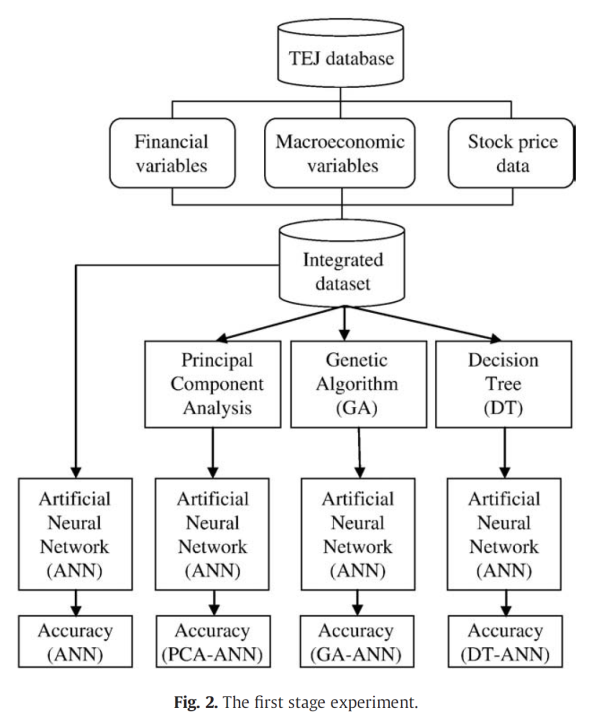 TEJ database
Financial
variables
Macroeconomic
variables
Stock price
data
Integrated
dataset
Principal
Component
Analysis
Genetic
Algorithm
(GA)
Decision
Tree
(DT)
Artificial
Neural
Network
(ANN)
Artificial
Neural
Network
(ANN)
Artificial
Neural
Network
(ANN)
Artificial
Neural
Network
(ANN)
Accuracy
(ANN)
Accuracy
(PCA-ANN)
Accuracy
(GA-ANN)
Accuracy
(DT-ANN)
Fig. 2. The first stage experiment.